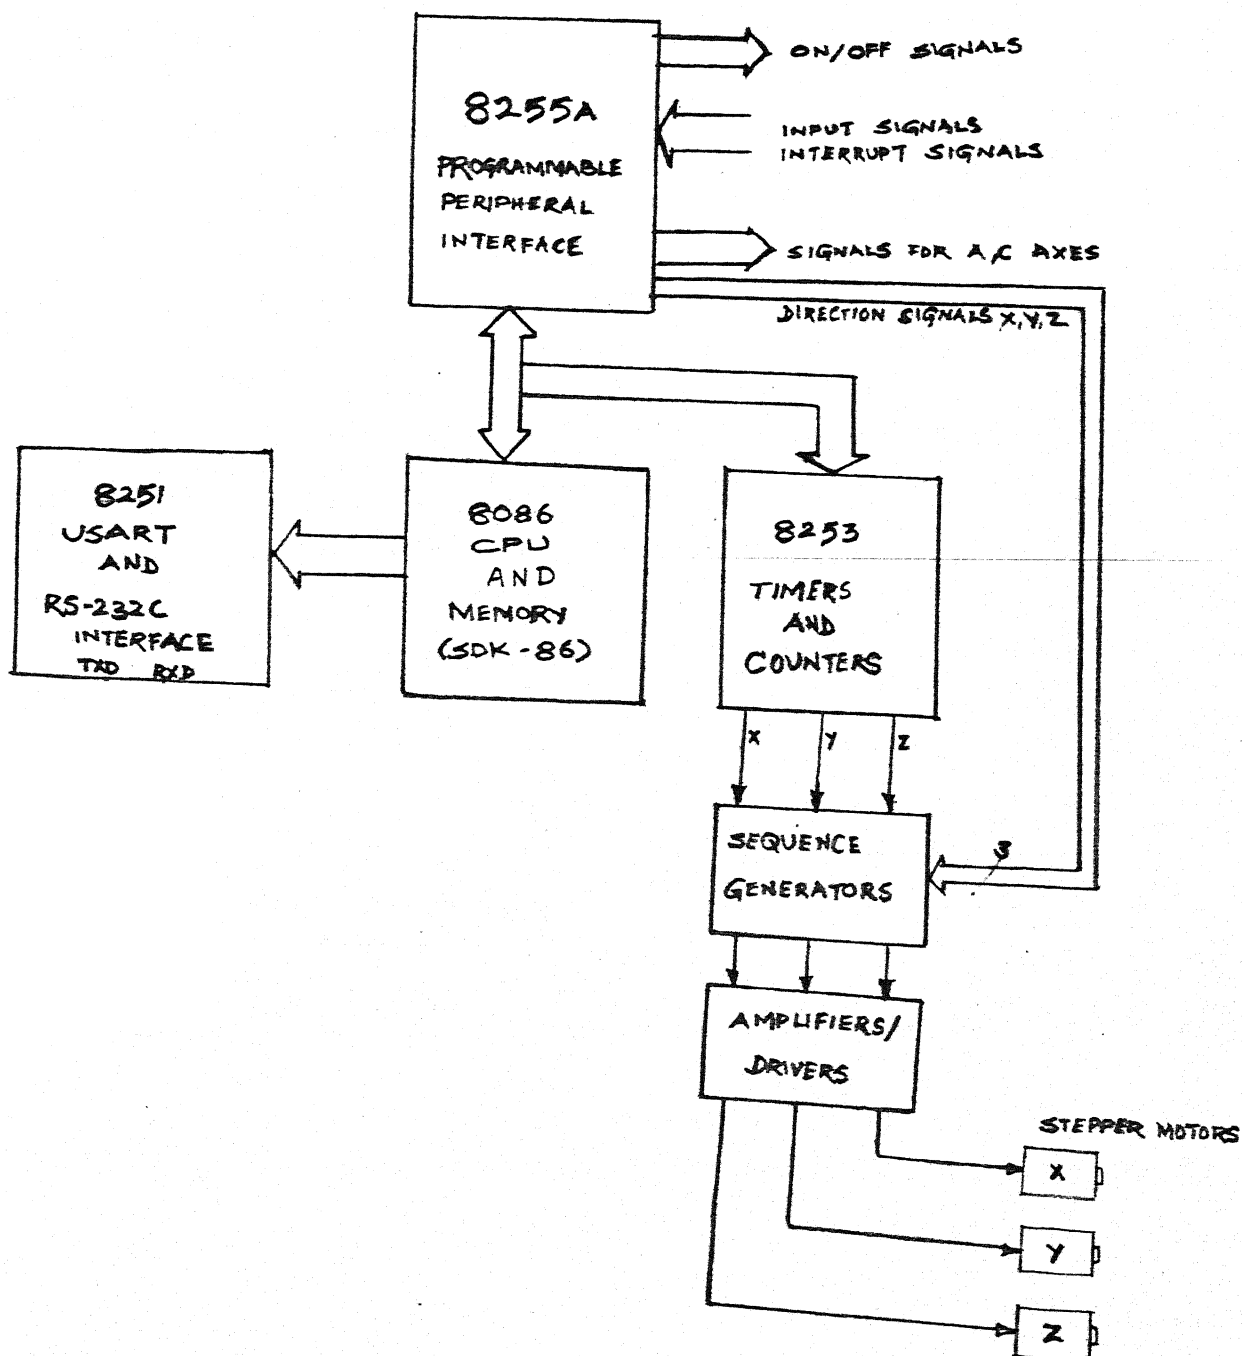 8255A
PROGRAMMABLE
PERIPHERAL
INTERFACE
ON/OFF SIGNALS
INPUT SIGNALS
INTERRUPT SIGNALS
SIGNALS FOR A/C AXES
DIRECTION SIGNALS X,Y,Z
8251
USART
AND
RS-232C
INTERFACE
TXD RXD
8086
CPU
AND
MEMORY
(SDK-86)
8253
TIMERS
AND
COUNTERS
X Y Z
SEQUENCE
GENERATORS
3
AMPLIFIERS/
DRIVERS
STEPPER MOTORS
X
Y
Z